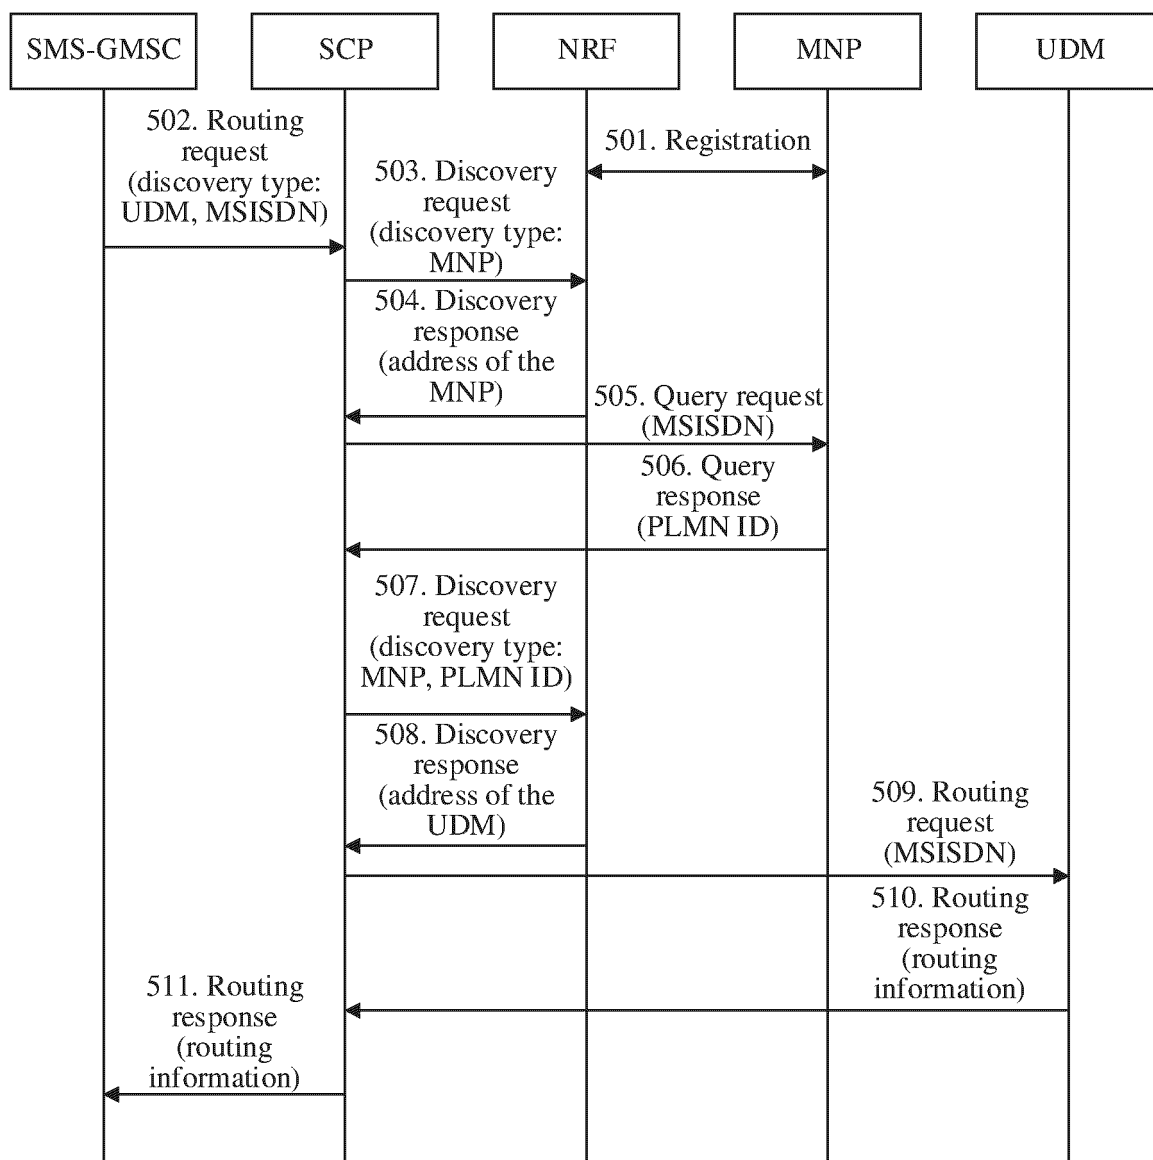 SMS-GMSC
SCP
NRF
MNP
UDM
501. Registration
502. Routing
request
(discovery type:
UDM, MSISDN)
503. Discovery
request
(discovery type:
MNP)
504. Discovery
response
(address of the
MNP)
505. Query request
(MSISDN)
506. Query
response
(PLMN ID)
507. Discovery
request
(discovery type:
MNP, PLMN ID)
508. Discovery
response
(address of the
UDM)
509. Routing
request
(MSISDN)
510. Routing
response
(routing
information)
511. Routing
response
(routing
information)